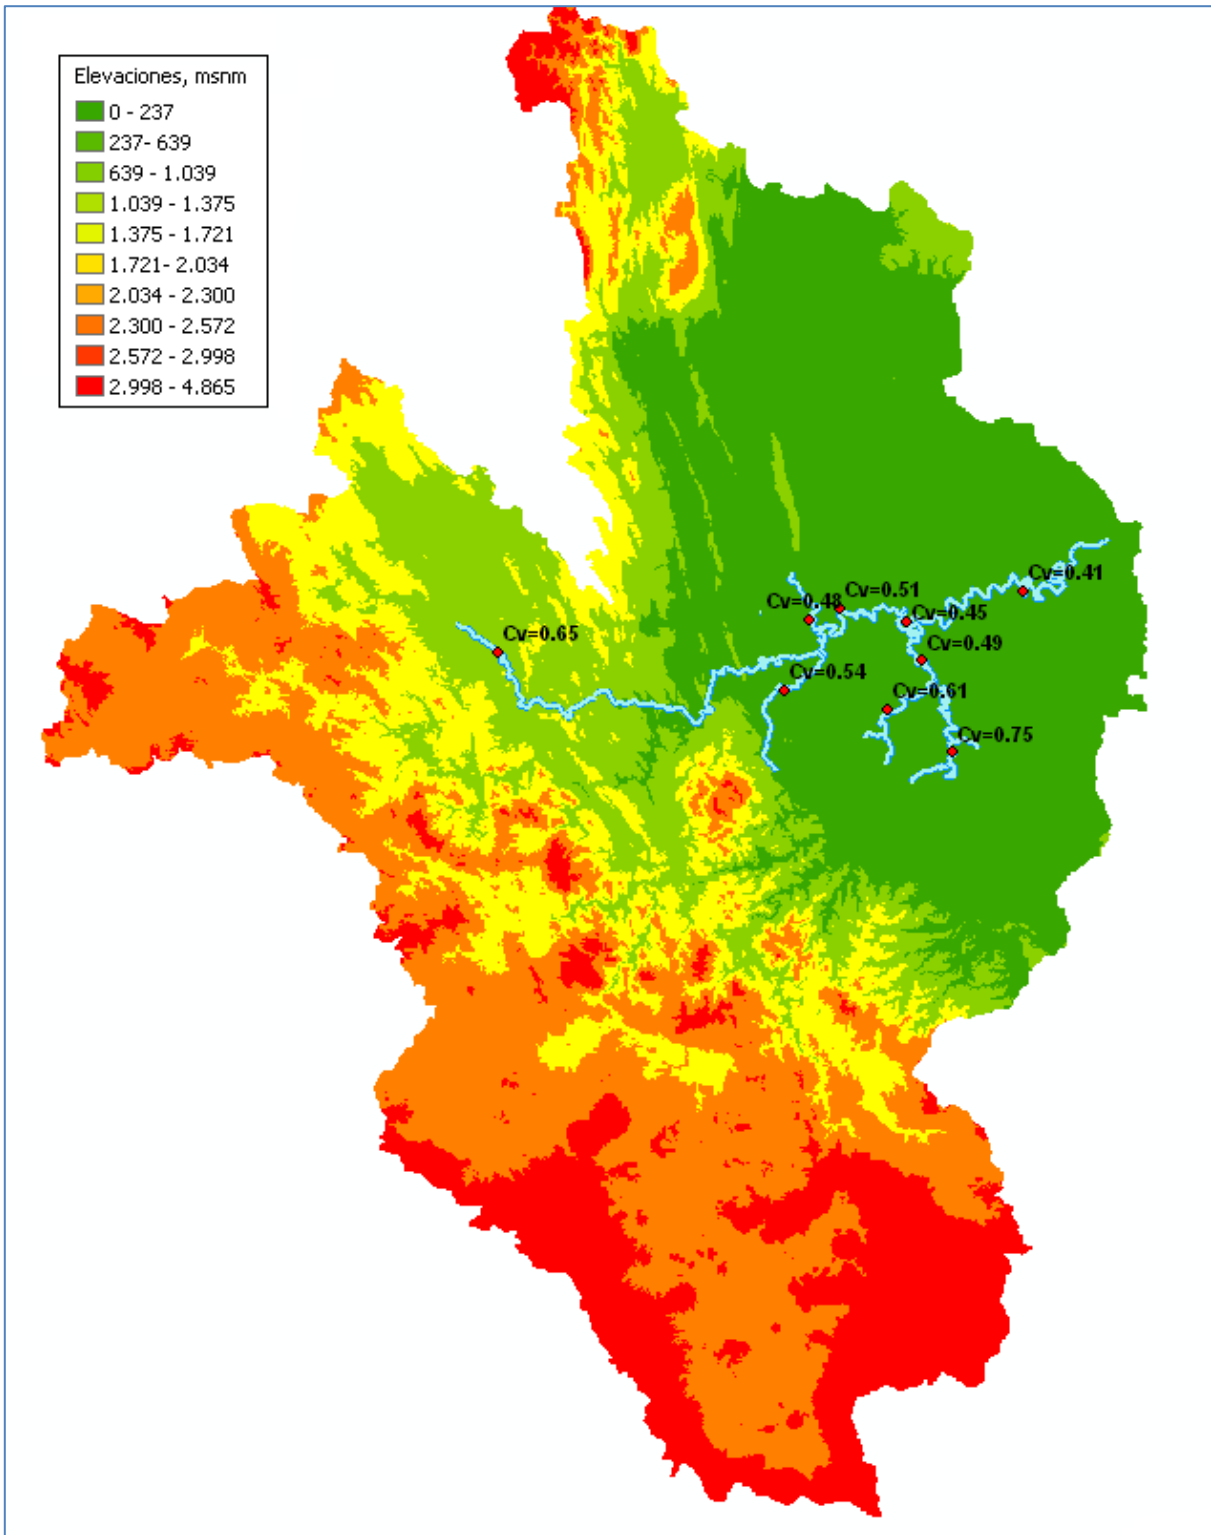 Elevaciones, msnm
0 - 237
237- 639
639 - 1.039
1.039 - 1.375
1.375 - 1.721
1.721- 2.034
2.034 - 2.300
2.300 - 2.572
2.572 - 2.998
2.998 - 4.865
Cv=0.41
Cv=0.51
Cv=0.48
Cv=0.45
Cv=0.65
Cv=0.49
Cv=0.54
Cv=0.61
Cv=0.75